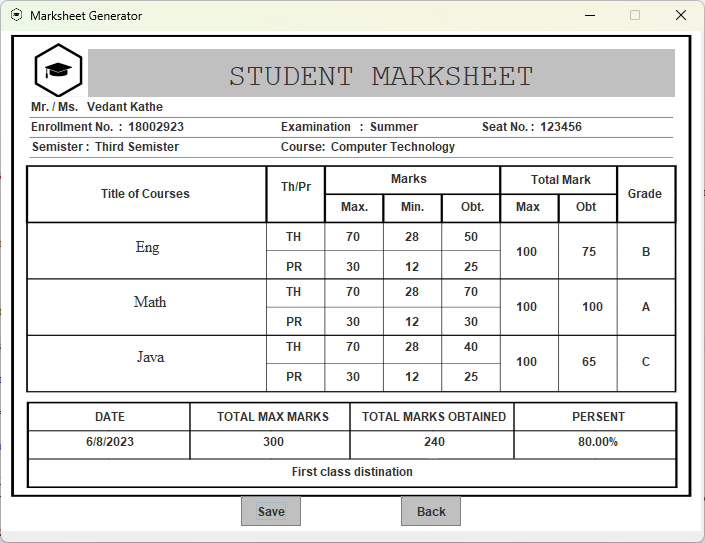 Marksheet Generator
STUDENT MARKSHEET
Mr. / Ms. Vedant Kathe
Enrollment No. : 18002923 Examination : Summer Seat No. : 123456
Semister : Third Semister Course: Computer Technology
Title of Courses Th/Pr Marks Total Mark Grade
Max. Min. Obt. Max Obt
Eng TH 70 28 50 100 75 B
PR 30 12 25
Math TH 70 28 70 100 100 A
PR 30 12 30
Java TH 70 28 40 100 65 C
PR 30 12 25
DATE TOTAL MAX MARKS TOTAL MARKS OBTAINED PERSENT
6/8/2023 300 240 80.00%
First class distination
Save Back